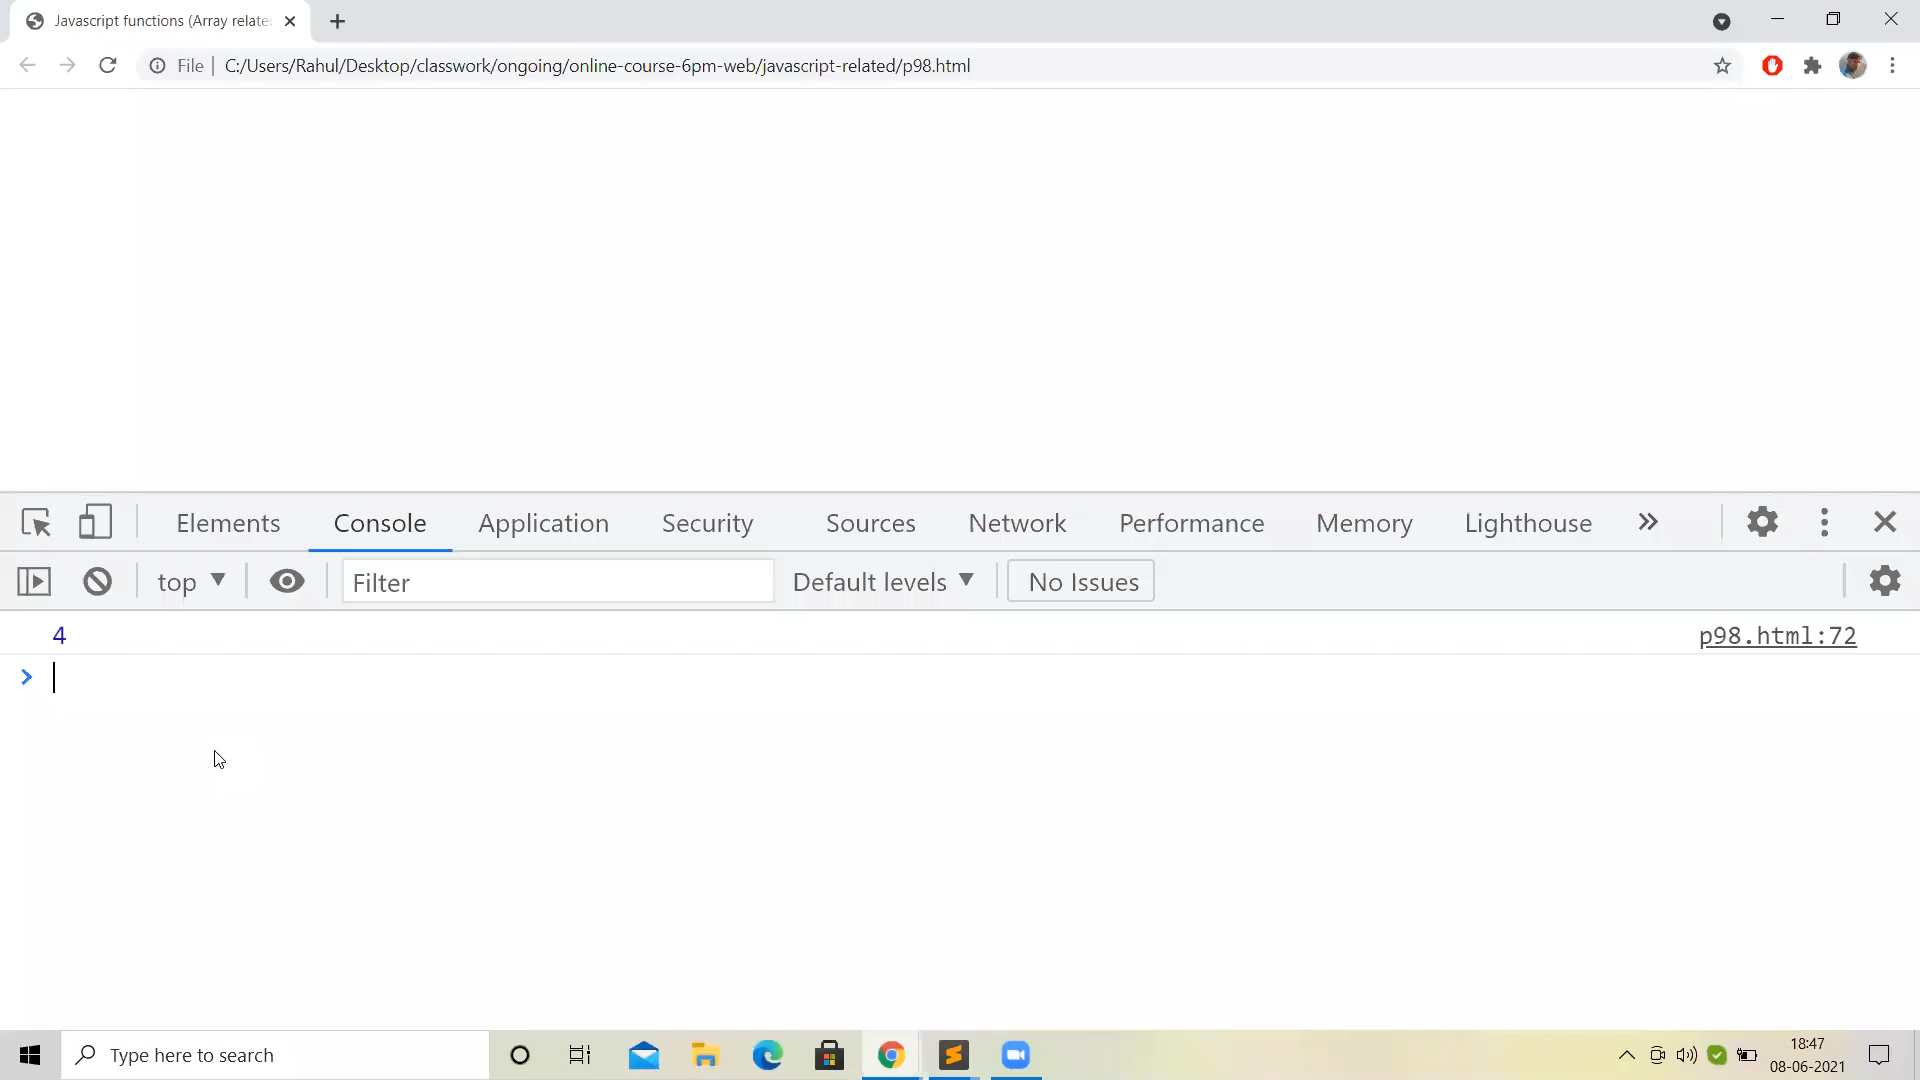 Javascript functions (Array relate
File
C:/Users/Rahul/Desktop/classwork/ongoing/online-course-6pm-web/javascript-related/p98.html
Elements Console Application Security Sources Network Performance Memory Lighthouse
top Filter Default levels No Issues
4 p98.html:72
Type here to search
18:47
08-06-2021